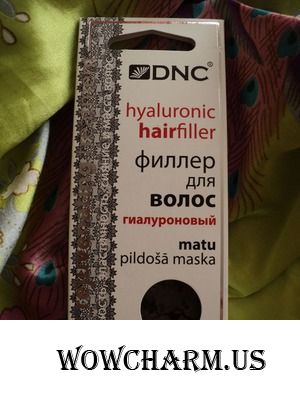 DNC®
hyaluronic
hairfiller
филлер
для
волос
гиалуроновый
matu
pildošā maska
WOWCHARM.US